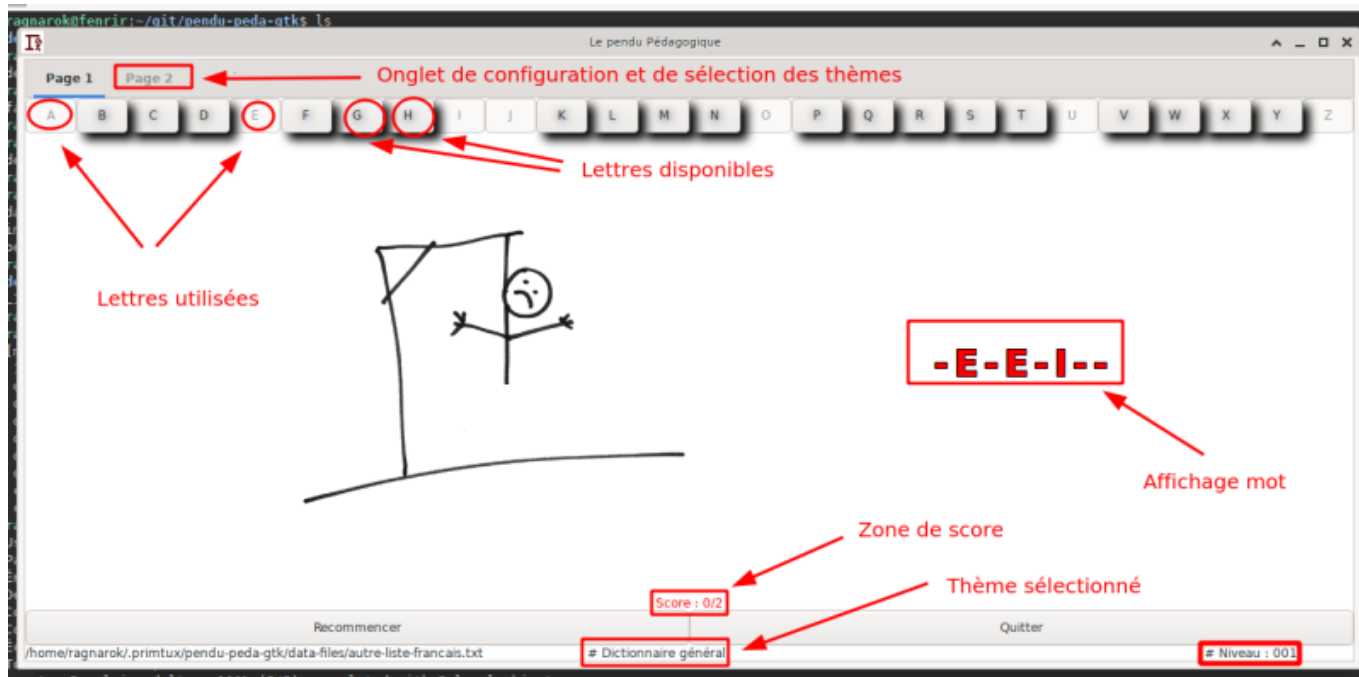 ragnarok@fenrir:~/git/pendu-peda-gtk$ ls
Le pendu Pédagogique
Page 1 Page 2 Onglet de configuration et de sélection des thèmes
A B C D E F G H I J K L M N O P Q R S T U V W X Y Z
Lettres disponibles
Lettres utilisées
-E-E-I--
Affichage mot
Zone de score
Thème sélectionné
Score : 0/2
Recommencer Quitter
/home/ragnarok/.primtux/pendu-peda-gtk/data-files/autre-liste-francais.txt # Dictionnaire général # Niveau : 001